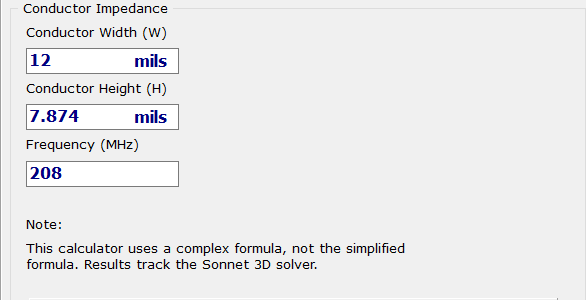 Conductor Impedance
Conductor Width (W)
12 mils
Conductor Height (H)
7.874 mils
Frequency (MHz)
208
Note:
This calculator uses a complex formula, not the simplified
formula. Results track the Sonnet 3D solver.